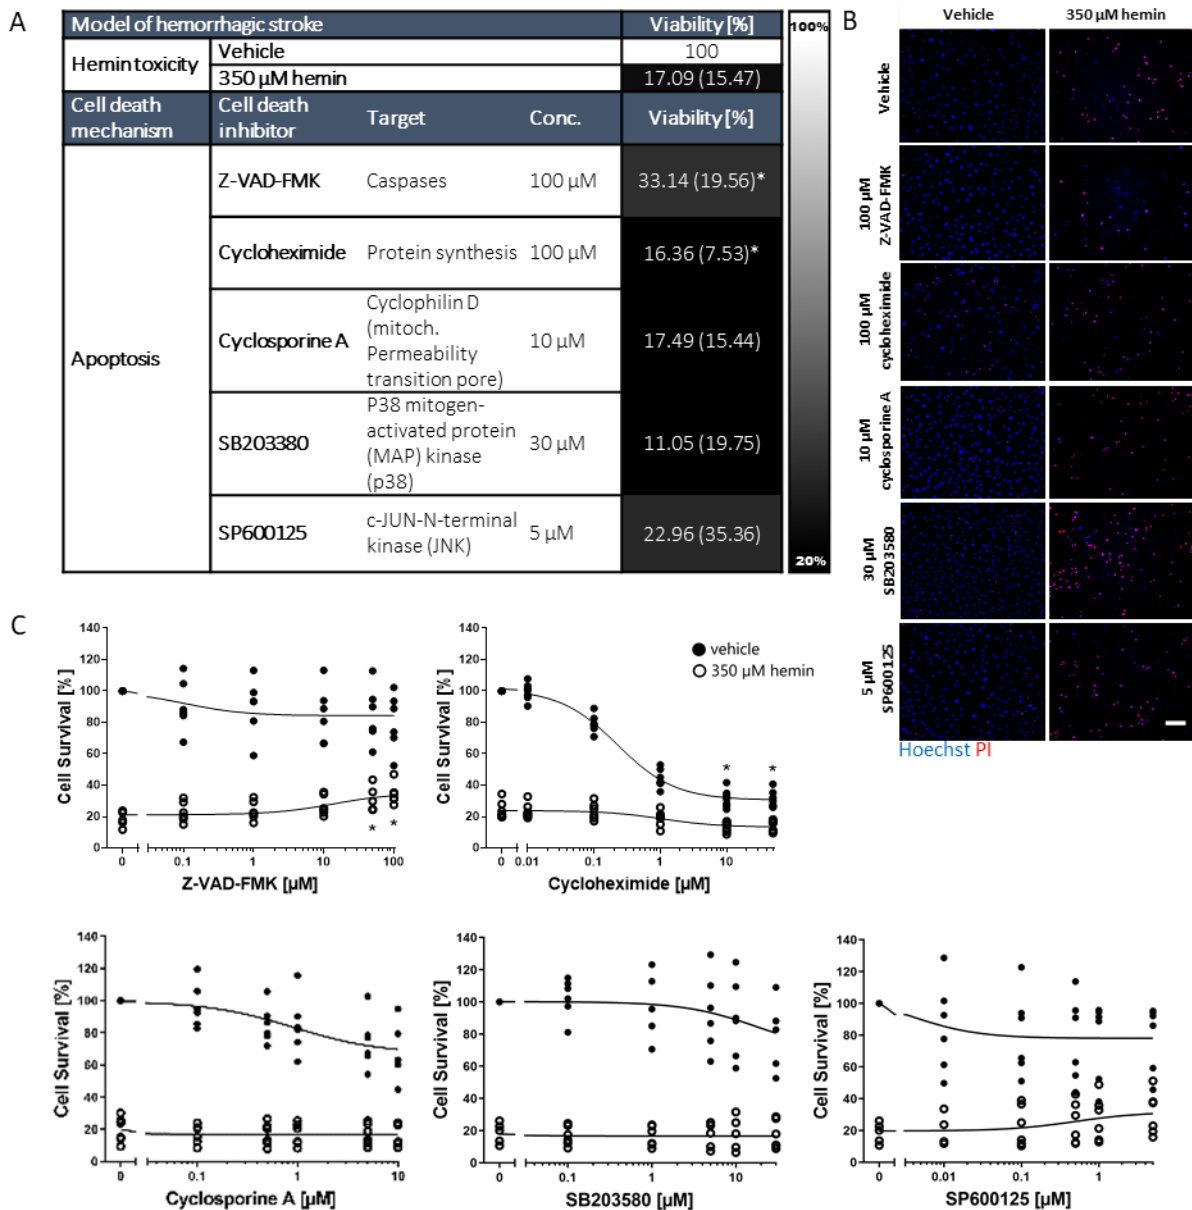 A
Model of hemorrhagic stroke Viability [%]
Hemin toxicity
Vehicle 100
350 µM hemin 17.09 (15.47)
Cell death mechanism Cell death inhibitor Target Conc. Viability [%]
Apoptosis
Z-VAD-FMK Caspases 100 µM 33.14 (19.56)*
Cycloheximide Protein synthesis 100 µM 16.36 (7.53)*
Cyclosporine A Cyclophilin D (mitoch. Permeability transition pore) 10 µM 17.49 (15.44)
SB203380 P38 mitogen-activated protein (MAP) kinase (p38) 30 µM 11.05 (19.75)
SP600125 c-JUN-N-terminal kinase (JNK) 5 µM 22.96 (35.36)
100%
20%
B
Vehicle 350 µM hemin
Vehicle
100 µM
Z-VAD-FMK
100 µM
cycloheximide
10 µM
cyclosporine A
30 µM
SB203580
5 µM
SP600125
Hoechst PI
C
Cell Survival [%]
140
120
100
80
60
40
20
0
* *
0 0.1 1 10 100
Z-VAD-FMK [µM]
Cell Survival [%]
140
120
100
80
60
40
20
0
vehicle
350 µM hemin
* *
0 0.01 0.1 1 10
Cycloheximide [µM]
Cell Survival [%]
140
120
100
80
60
40
20
0
0 0.1 1 10
Cyclosporine A [µM]
Cell Survival [%]
140
120
100
80
60
40
20
0
0 0.1 1 10
SB203580 [µM]
Cell Survival [%]
140
120
100
80
60
40
20
0
0 0.01 0.1 1
SP600125 [µM]